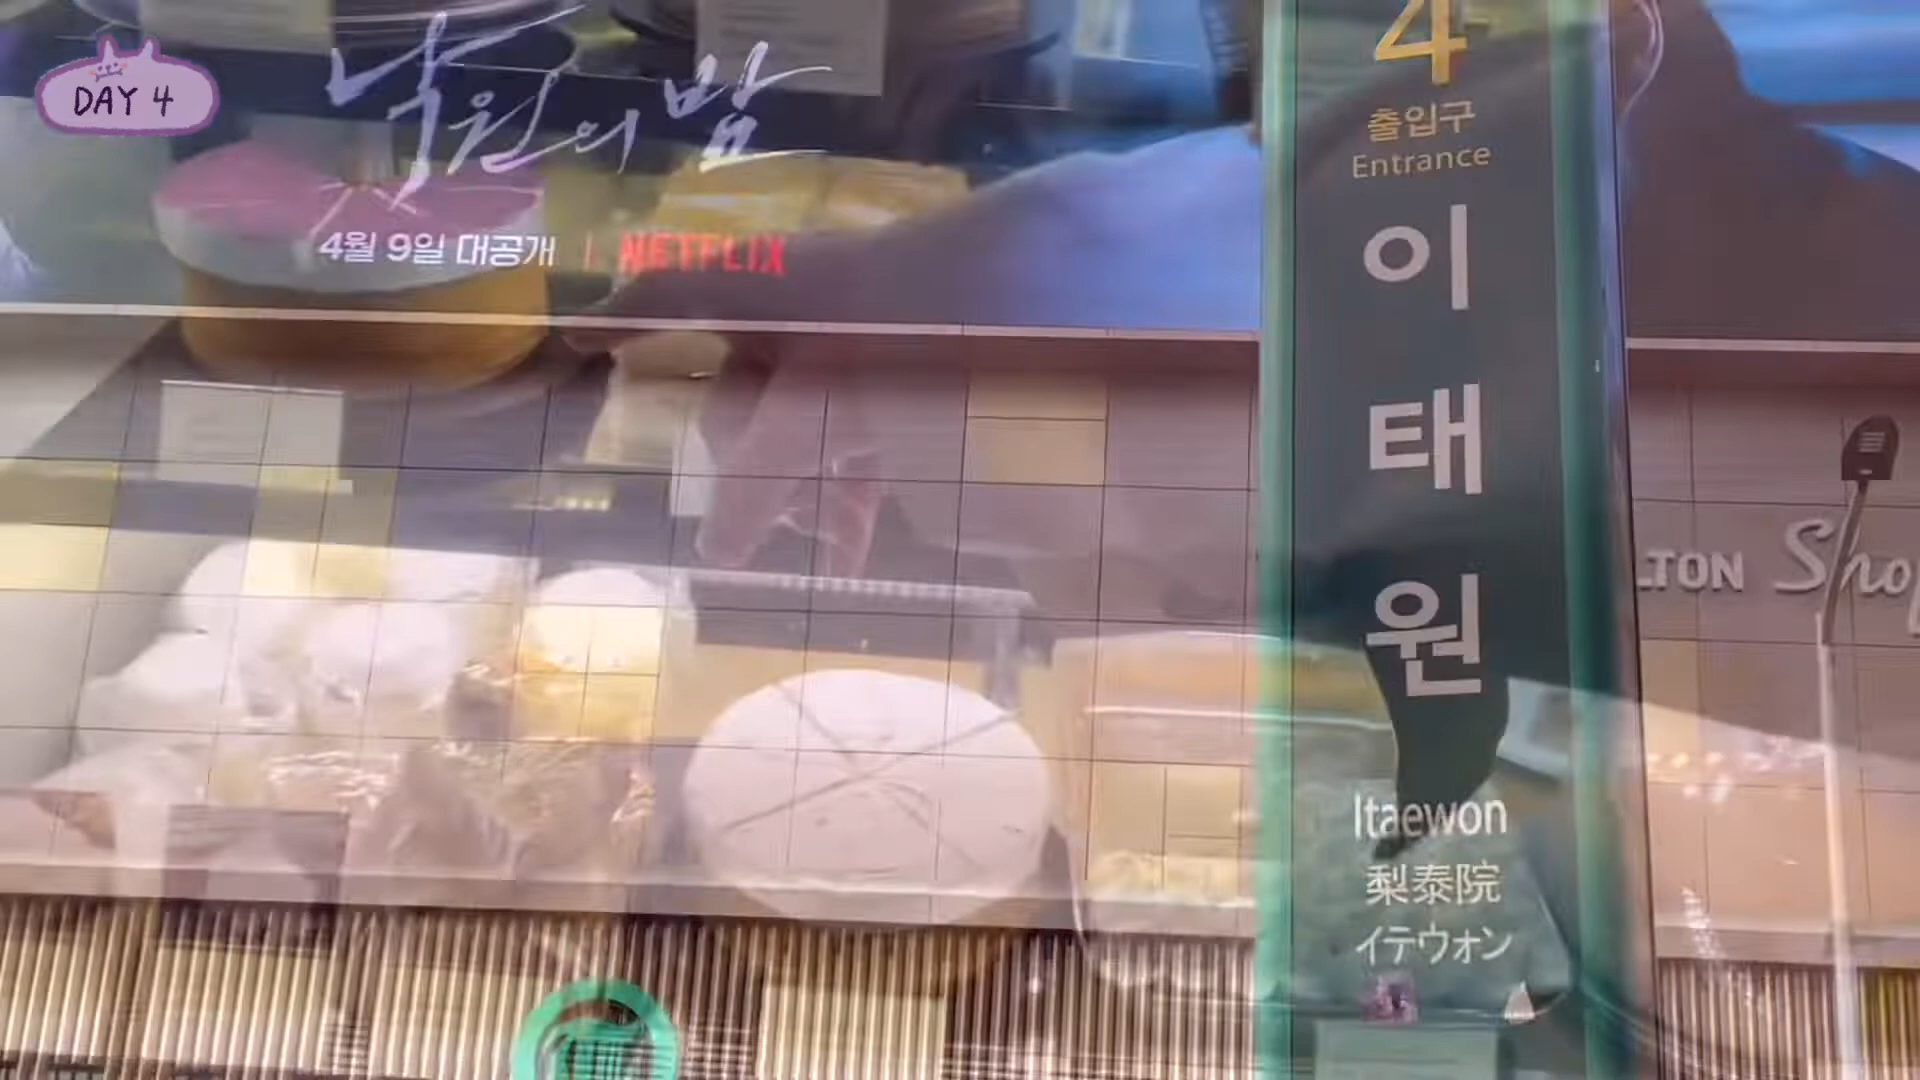 DAY 4
낙원의 밤
4월 9일 대공개 | NETFLIX
4
출입구
Entrance
이태원
Itaewon
梨泰院
イテウォン
LTON Sho